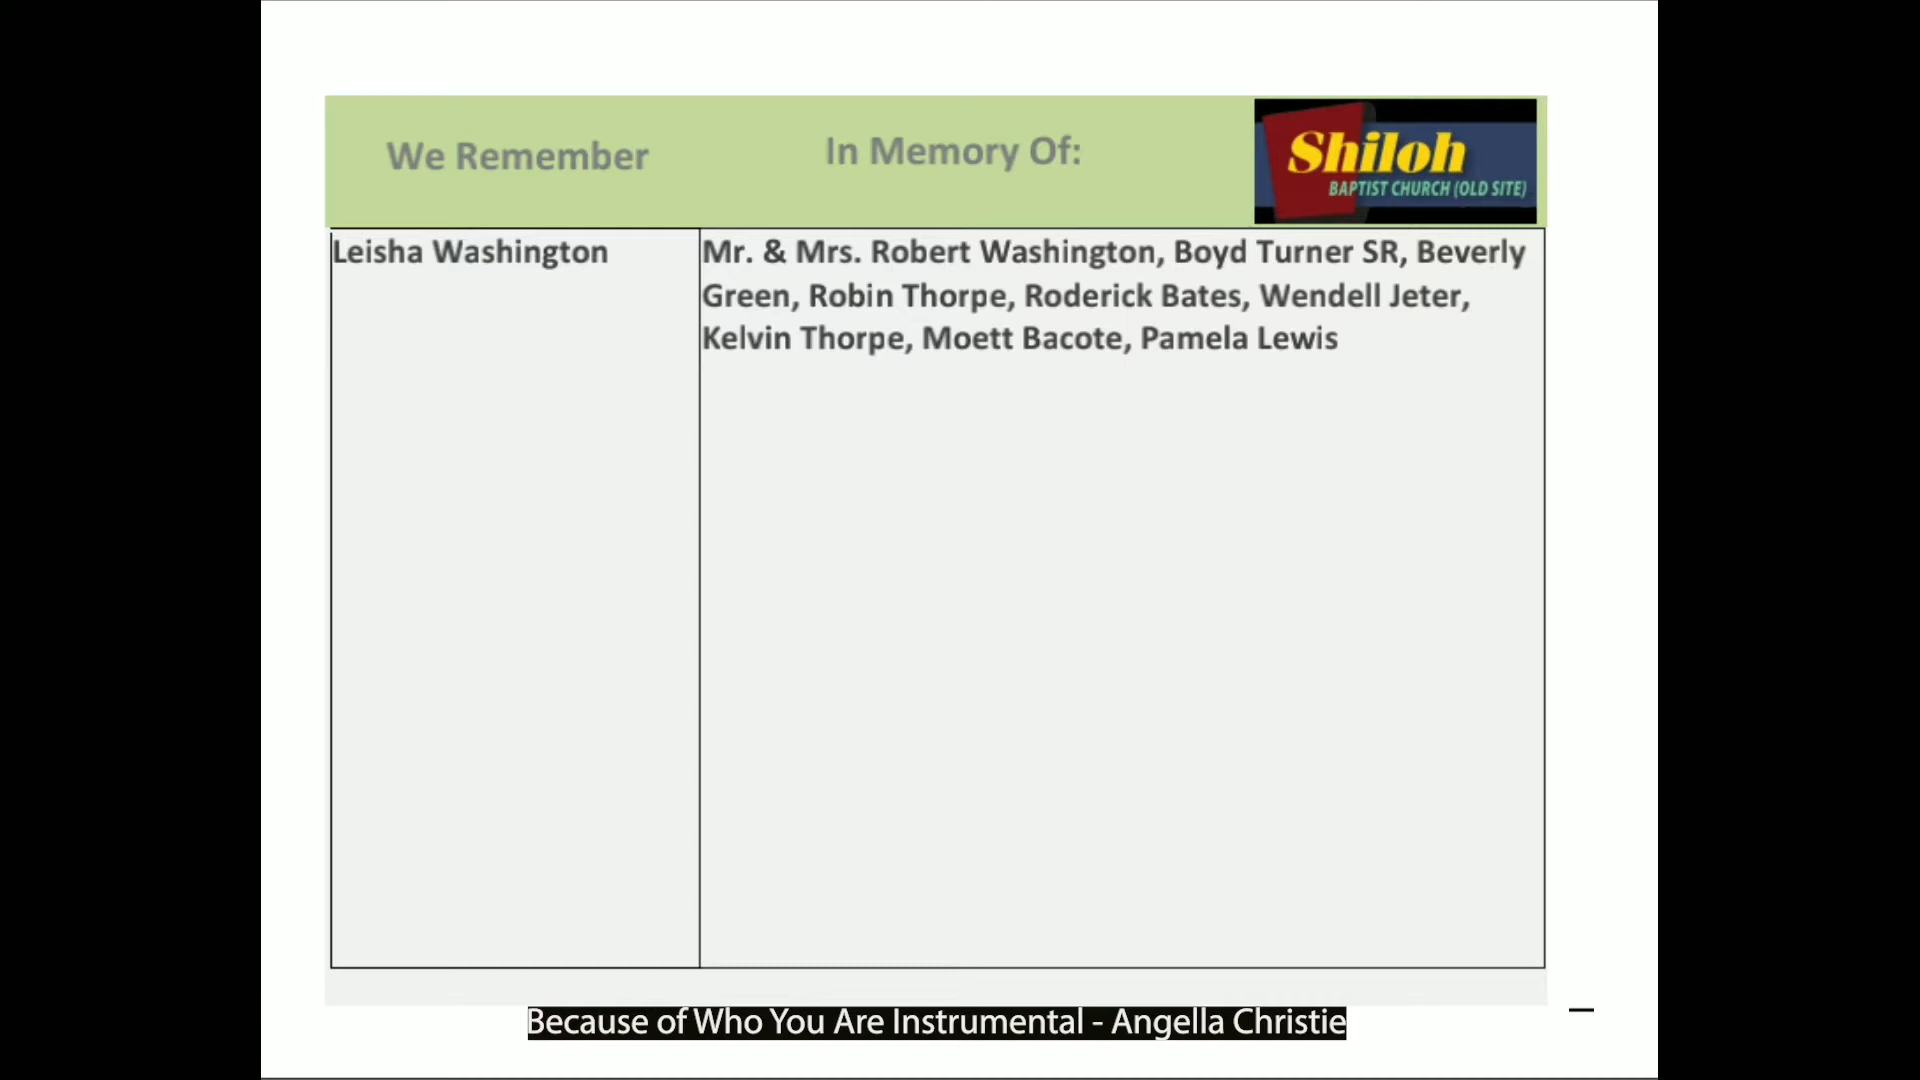 We Remember
In Memory Of:
Shiloh
BAPTIST CHURCH (OLD SITE)
Leisha Washington
Mr. & Mrs. Robert Washington, Boyd Turner SR, Beverly
Green, Robin Thorpe, Roderick Bates, Wendell Jeter,
Kelvin Thorpe, Moett Bacote, Pamela Lewis
Because of Who You Are Instrumental - Angella Christie